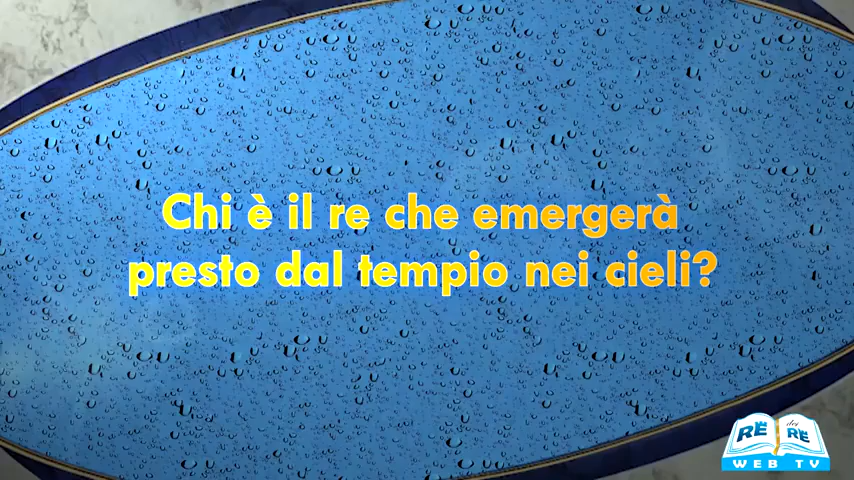 Chi è il re che emergerà
presto dal tempio nei cieli?
RE dei RE
WEB TV